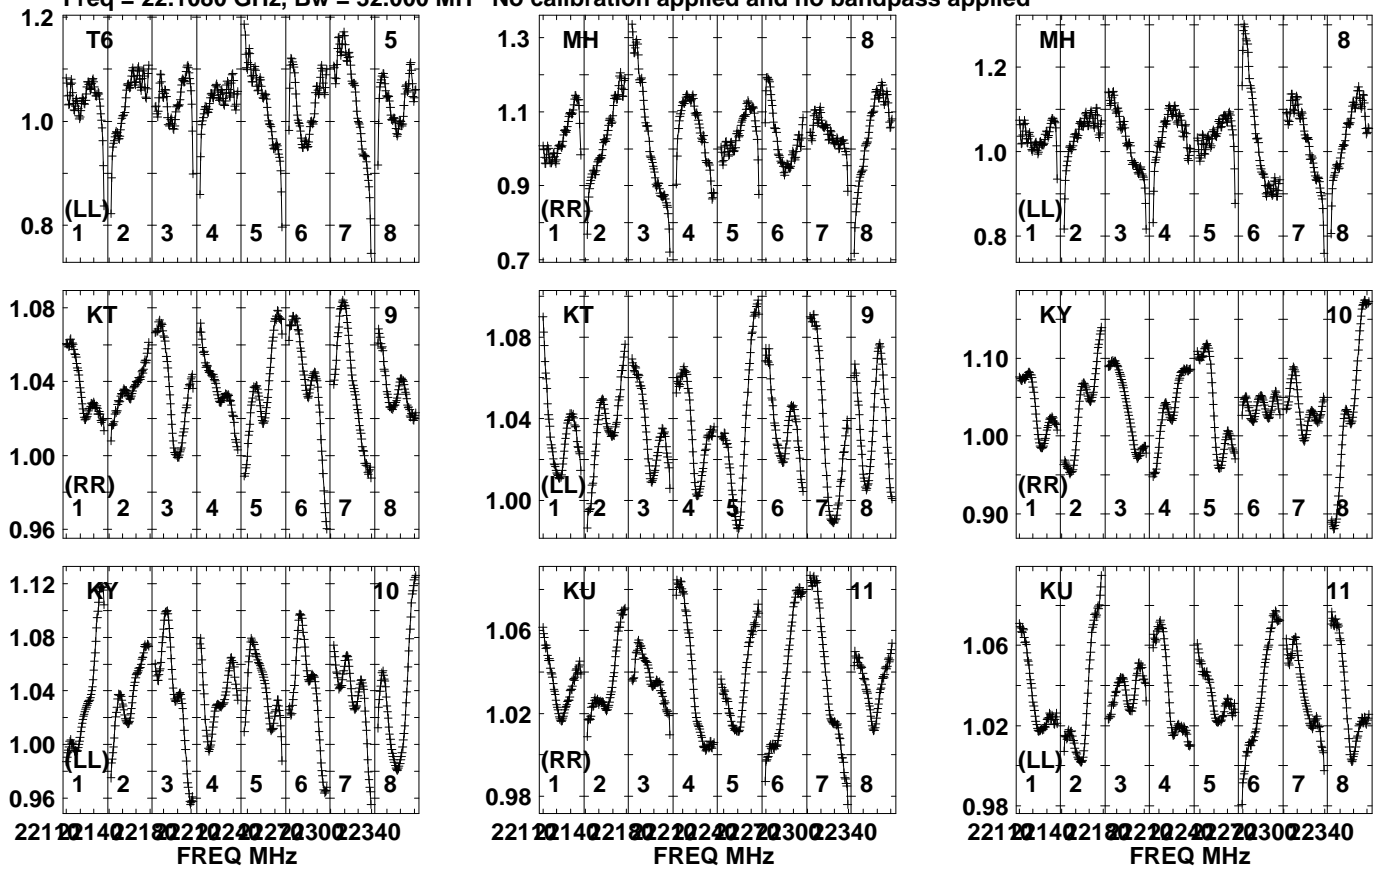 Freq = 22.1080 GHz, Bw = 32.000 MH No calibration applied and no bandpass applied
T6 5
1.2
1.0
0.8
(LL)
1 2 3 4 5 6 7 8
MH 8
1.3
1.1
0.9
0.7
(RR)
1 2 3 4 5 6 7 8
MH 8
1.2
1.0
0.8
(LL)
1 2 3 4 5 6 7 8
KT 9
1.08
1.04
1.00
0.96
(RR)
1 2 3 4 5 6 7 8
KT 9
1.08
1.04
1.00
(LL)
1 2 3 4 5 6 7 8
KY 10
1.10
1.00
0.90
(RR)
1 2 3 4 5 6 7 8
KY 10
1.12
1.08
1.04
1.00
0.96
(LL)
1 2 3 4 5 6 7 8
KU 11
1.06
1.02
0.98
(RR)
1 2 3 4 5 6 7 8
KU 11
1.06
1.02
0.98
(LL)
1 2 3 4 5 6 7 8
22340
22340
22340
FREQ MHz
FREQ MHz
FREQ MHz